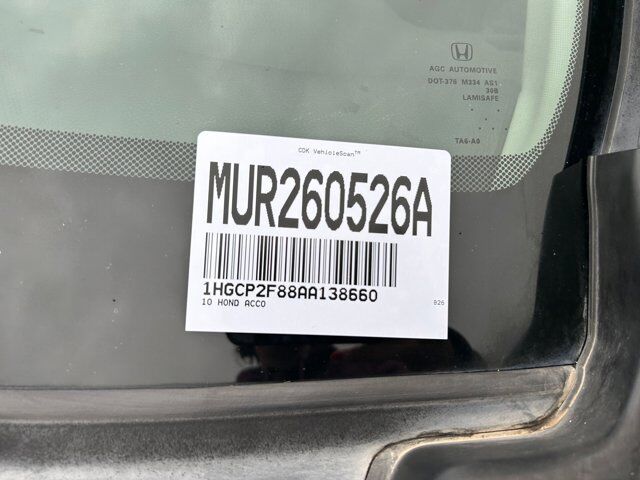 AGC AUTOMOTIVE
DOT-376 M334 AS1
30B
LAMISAFE
TA6-A0
CDK VehicleScan™
MUR260526A
1HGCP2F88AA138660
10 HOND ACCO
826